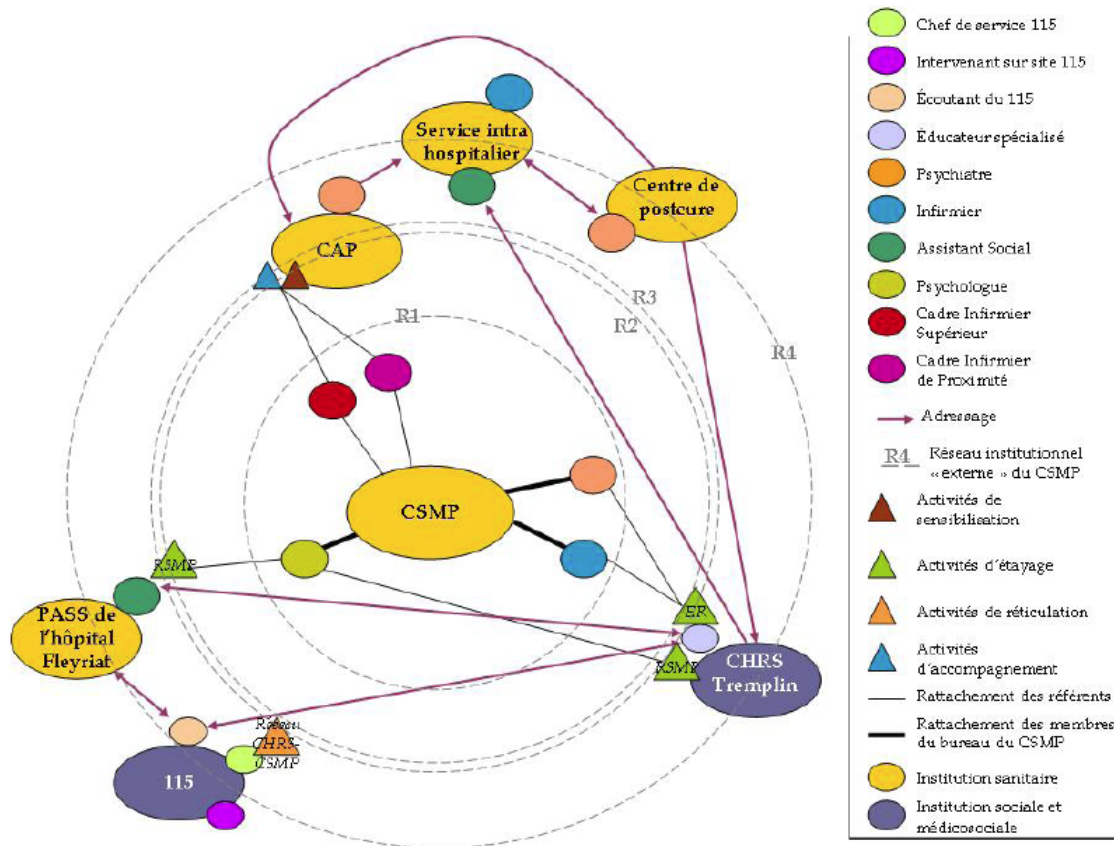 Service intra
hospitalier
Centre de
postcure
CAP
R1
R3
R2
R4
CSMP
RSMP
ER
RSMP
PASS de
l'hôpital
Fleyriat
CHRS
Tremplin
Réseau
CHRS-
CSMP
115
Chef de service 115
Intervenant sur site 115
Écoutant du 115
Éducateur spécialisé
Psychiatre
Infirmier
Assistant Social
Psychologue
Cadre Infirmier
Supérieur
Cadre Infirmier
de Proximité
Adressage
R4 Réseau institutionnel
« externe » du CSMP
Activités de
sensibilisation
Activités d'étayage
Activités de réticulation
Activités
d'accompagnement
Rattachement des référents
Rattachement des membres
du bureau du CSMP
Institution sanitaire
Institution sociale et
médicosociale